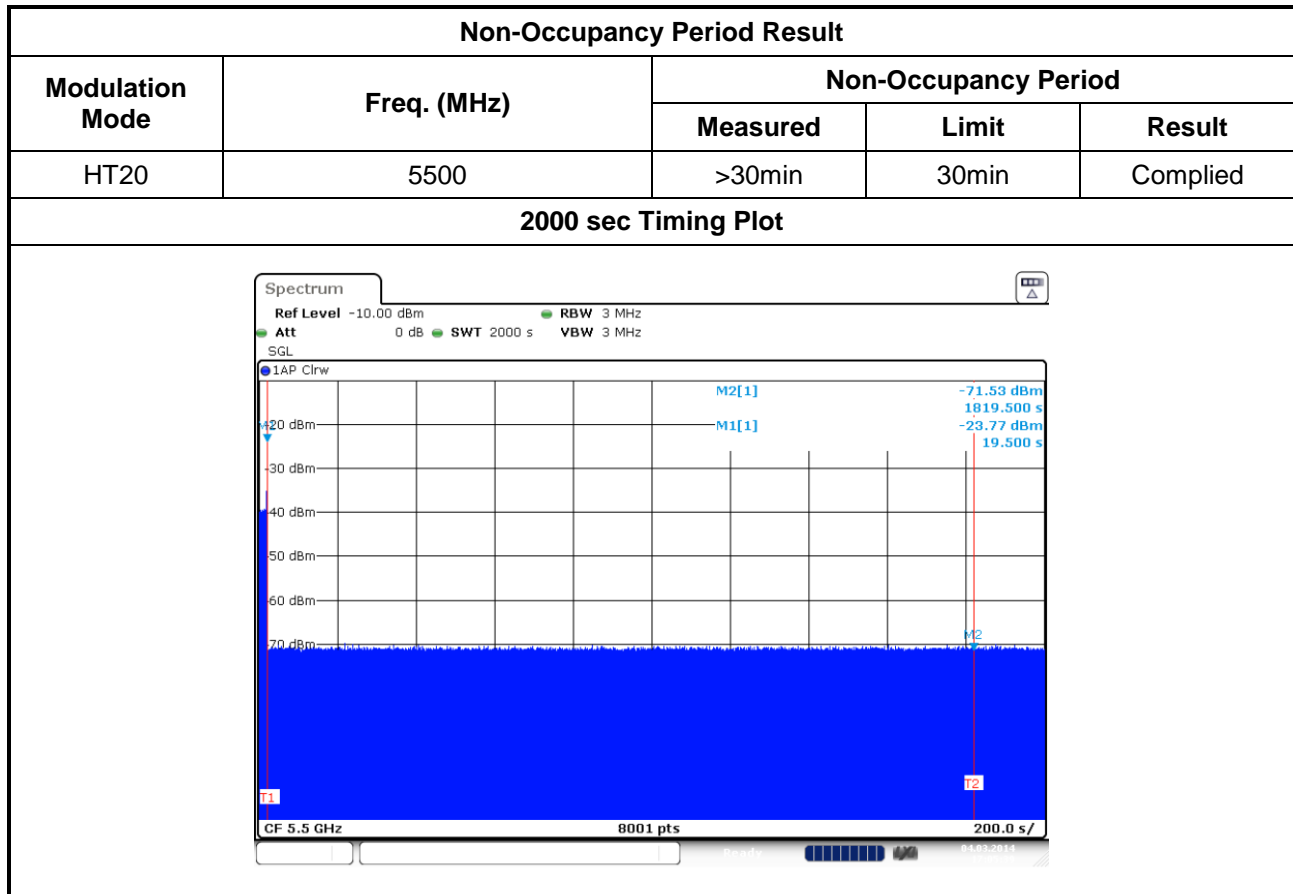 Non-Occupancy Period Result
Modulation Mode
Freq. (MHz)
Non-Occupancy Period
Measured Limit Result
HT20 5500 >30min 30min Complied
2000 sec Timing Plot
Spectrum
Ref Level -10.00 dBm RBW 3 MHz
Att 0 dB SWT 2000 s VBW 3 MHz
SGL
1AP Clrw
M2[1] -71.53 dBm
1819.500 s
M1[1] -23.77 dBm
19.500 s
-20 dBm
-30 dBm
-40 dBm
-50 dBm
-60 dBm
-70 dBm
M2
T1
T2
CF 5.5 GHz 8001 pts 200.0 s/
Ready
04.03.2014